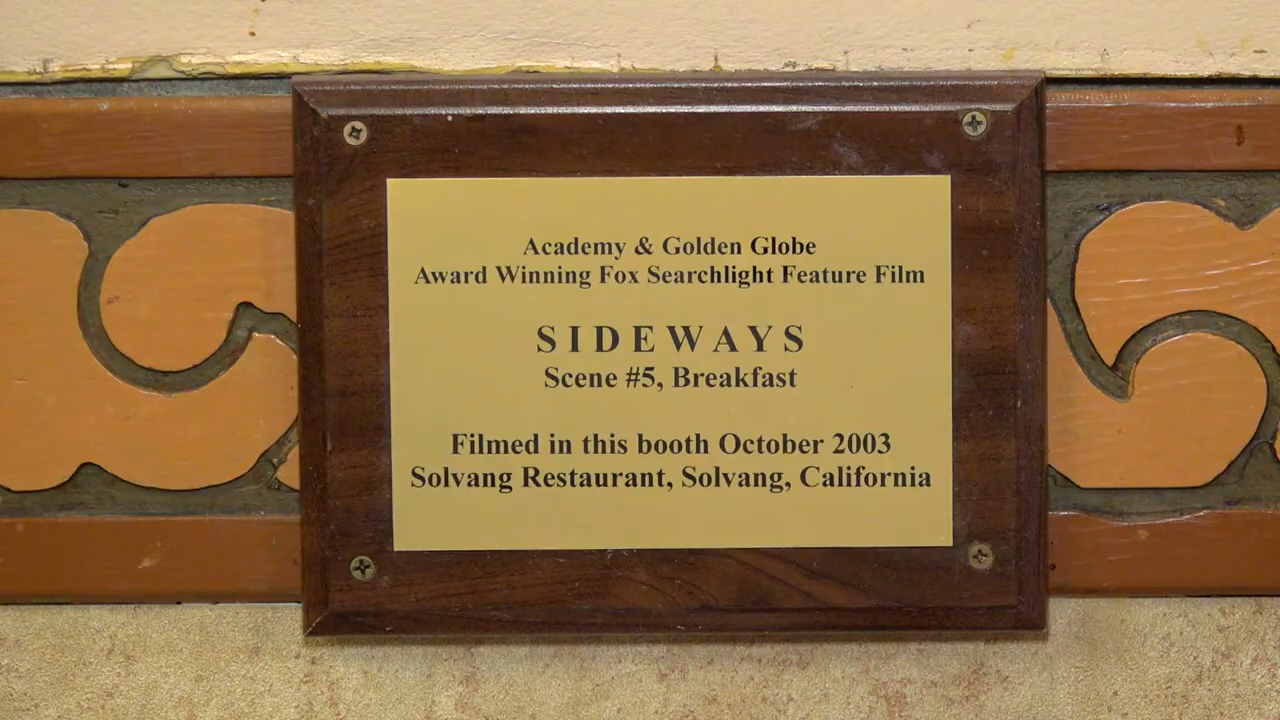 Academy & Golden Globe
Award Winning Fox Searchlight Feature Film
SIDEWAYS
Scene #5, Breakfast
Filmed in this booth October 2003
Solvang Restaurant, Solvang, California